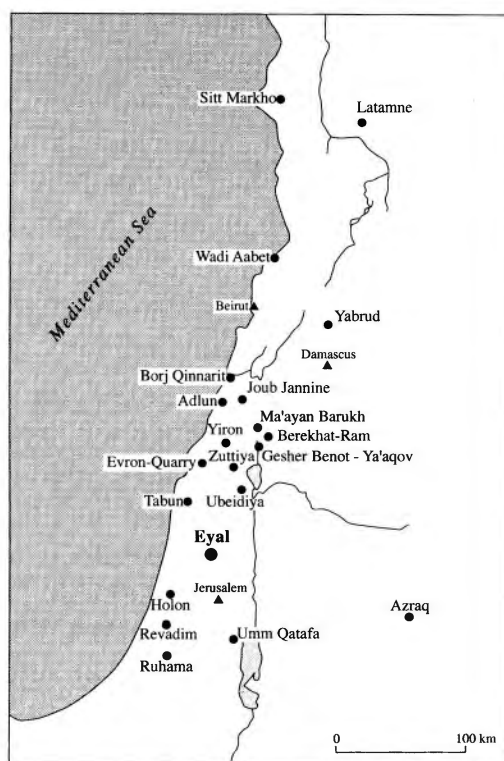 Sitt Markho
Latamne
Mediterranean Sea
Wadi Aabet
Beirut
Yabrud
Damascus
Borj Qinnarit
Joub Jannine
Adlun
Ma'ayan Barukh
Yiron
Berekhat-Ram
Zuttiya
Gesher Benot - Ya'aqov
Evron-Quarry
Tabun
Ubeidiya
Eyal
Jerusalem
Holon
Azraq
Revadim
Umm Qatafa
Ruhama
0 100 km